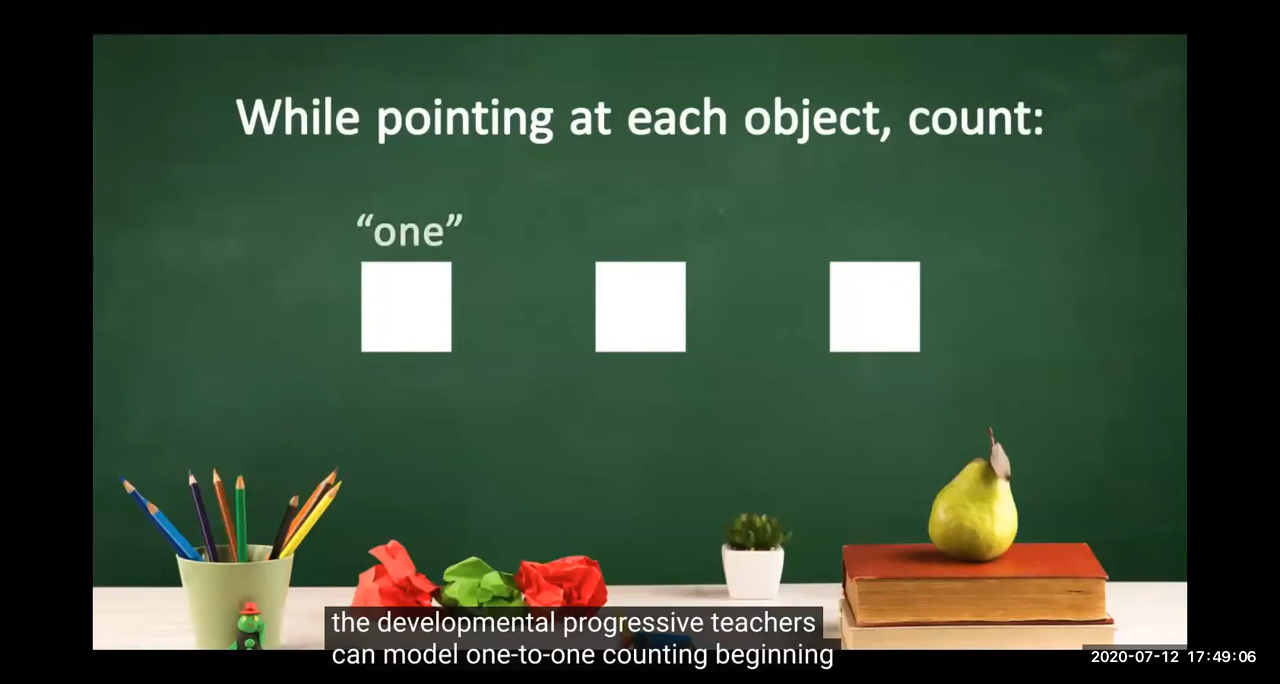 While pointing at each object, count:
“one”
the developmental progressive teachers
can model one-to-one counting beginning
2020-07-12 17:49:06